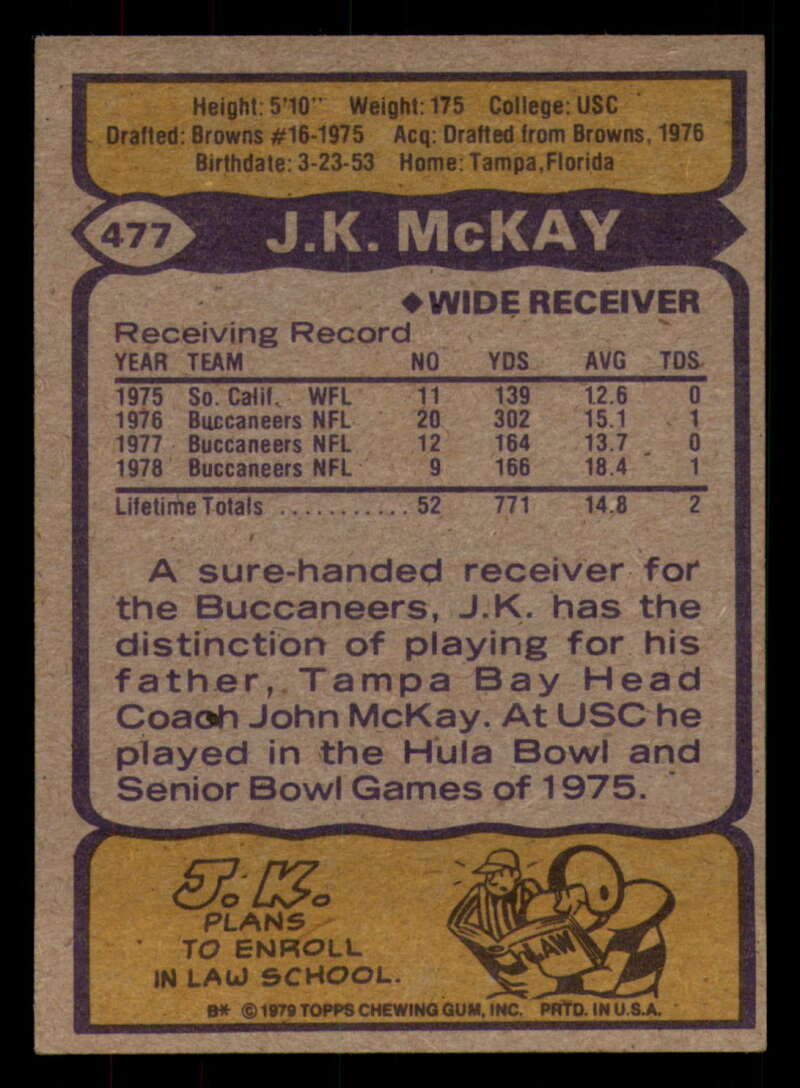 Height: 5'10" Weight: 175 College: USC
Drafted: Browns #16-1975 Acq: Drafted from Browns, 1976
Birthdate: 3-23-53 Home: Tampa, Florida
477 J.K. McKAY
♦WIDE RECEIVER
Receiving Record
YEAR TEAM NO YDS AVG TDS
1975 So. Calif. WFL 11 139 12.6 0
1976 Buccaneers NFL 20 302 15.1 1
1977 Buccaneers NFL 12 164 13.7 0
1978 Buccaneers NFL 9 166 18.4 1
Lifetime Totals ........... 52 771 14.8 2
A sure-handed receiver for
the Buccaneers, J.K. has the
distinction of playing for his
father, Tampa Bay Head
Coach John McKay. At USC he
played in the Hula Bowl and
Senior Bowl Games of 1975.
J.K.
PLANS
TO ENROLL
IN LAW SCHOOL.
LAW
B* © 1979 TOPPS CHEWING GUM, INC. PRTD. IN U.S.A.